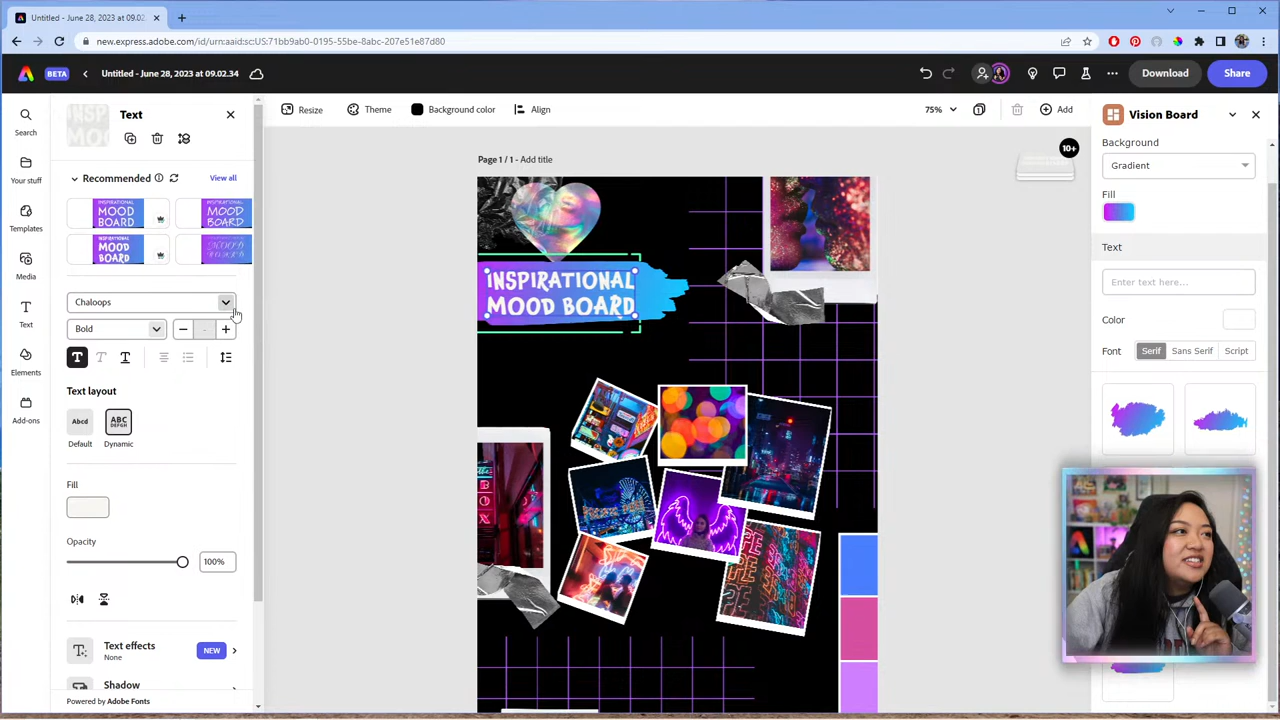 Untitled - June 28, 2023 at 09.02.
new.express.adobe.com/id/urn:aaid:sc:US:71bb9ab0-0195-55be-8abc-207e51e87d80
BETA
Untitled - June 28, 2023 at 09.02.34
Download
Share
Search
Your stuff
Templates
Media
Text
Elements
Add-ons
Text
Recommended
View all
INSPIRATIONAL
MOOD
BOARD
INSPIRATIONAL
MOOD
BOARD
INSPIRATIONAL
MOOD
BOARD
Chaloops
Bold
-
Text layout
Abcd
ABC
Default
Dynamic
Fill
Opacity
100%
Text effects
None
NEW
Shadow
Powered by Adobe Fonts
Resize
Theme
Background color
Align
75%
Add
Page 1 / 1 - Add title
10+
INSPIRATIONAL
MOOD BOARD
Vision Board
Background
Gradient
Fill
Text
Enter text here...
Color
Font
Serif
Sans Serif
Script